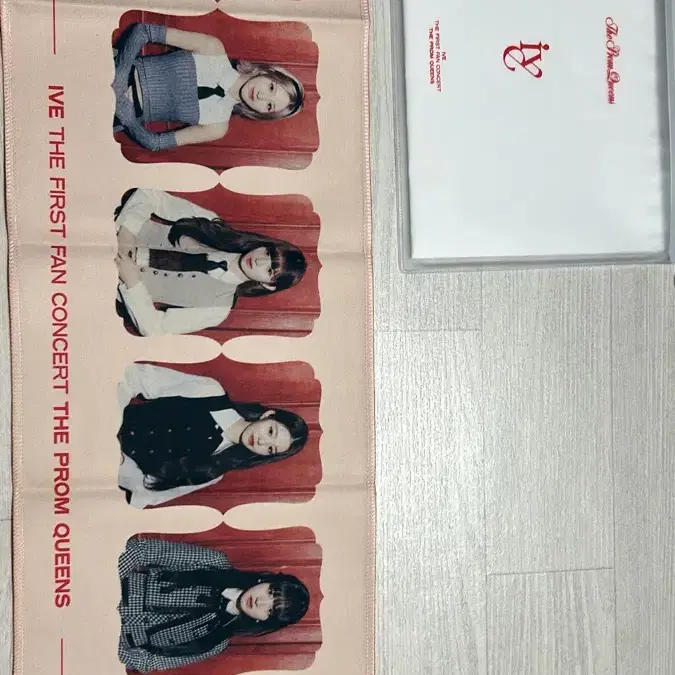 IVE THE FIRST FAN CONCERT THE PROM QUEENS
The Prom Queens
IVE
IVE
THE FIRST FAN CONCERT
THE PROM QUEENS